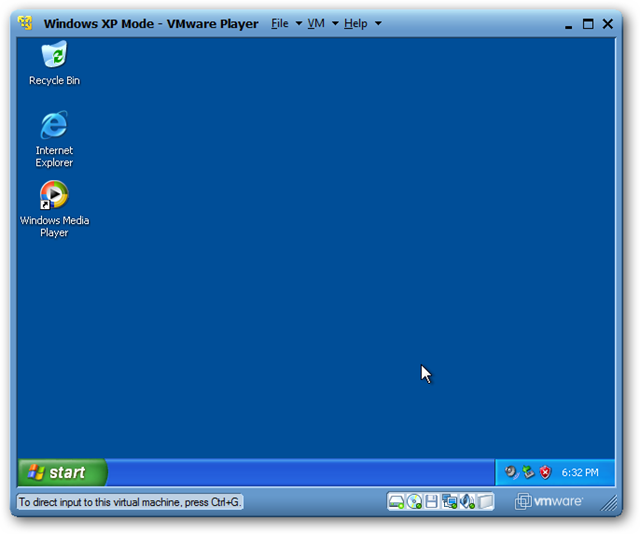 Windows XP Mode - VMware Player File VM Help
Recycle Bin
Internet
Explorer
Windows Media
Player
start
6:32 PM
To direct input to this virtual machine, press Ctrl+G.
vmware